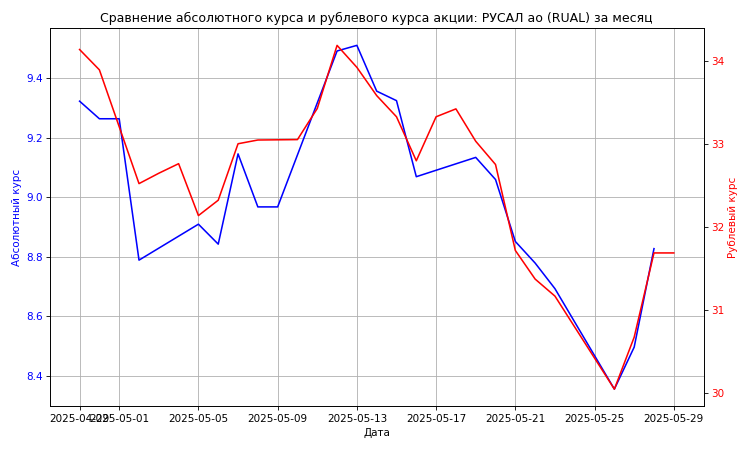 Сравнение абсолютного курса и рублевого курса акции: РУСАЛ ао (RUAL) за месяц
Абсолютный курс
9.4
9.2
9.0
8.8
8.6
8.4
34
33
32
31
30
Рублевый курс
2025-04-29 2025-05-01 2025-05-05 2025-05-09 2025-05-13 2025-05-17 2025-05-21 2025-05-25 2025-05-29
Дата